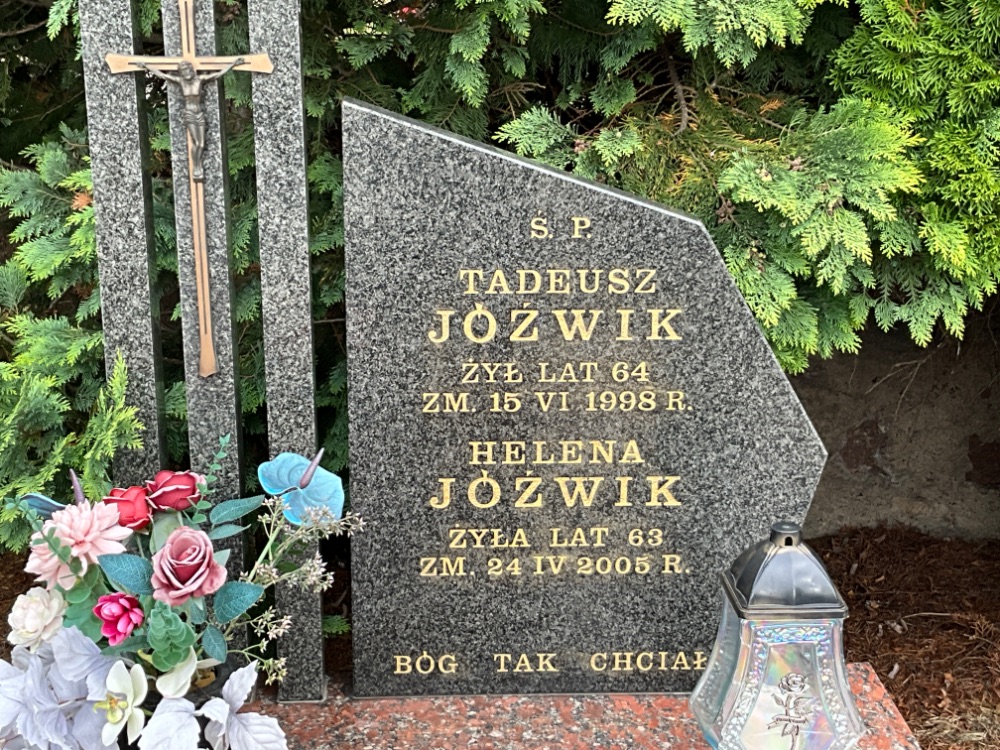 Ś. P.
TADEUSZ
JÓŹWIK
ŻYŁ LAT 64
ZM. 15 VI 1998 R.
HELENA
JÓŹWIK
ŻYŁA LAT 63
ZM. 24 IV 2005 R.
BÓG TAK CHCIAŁ